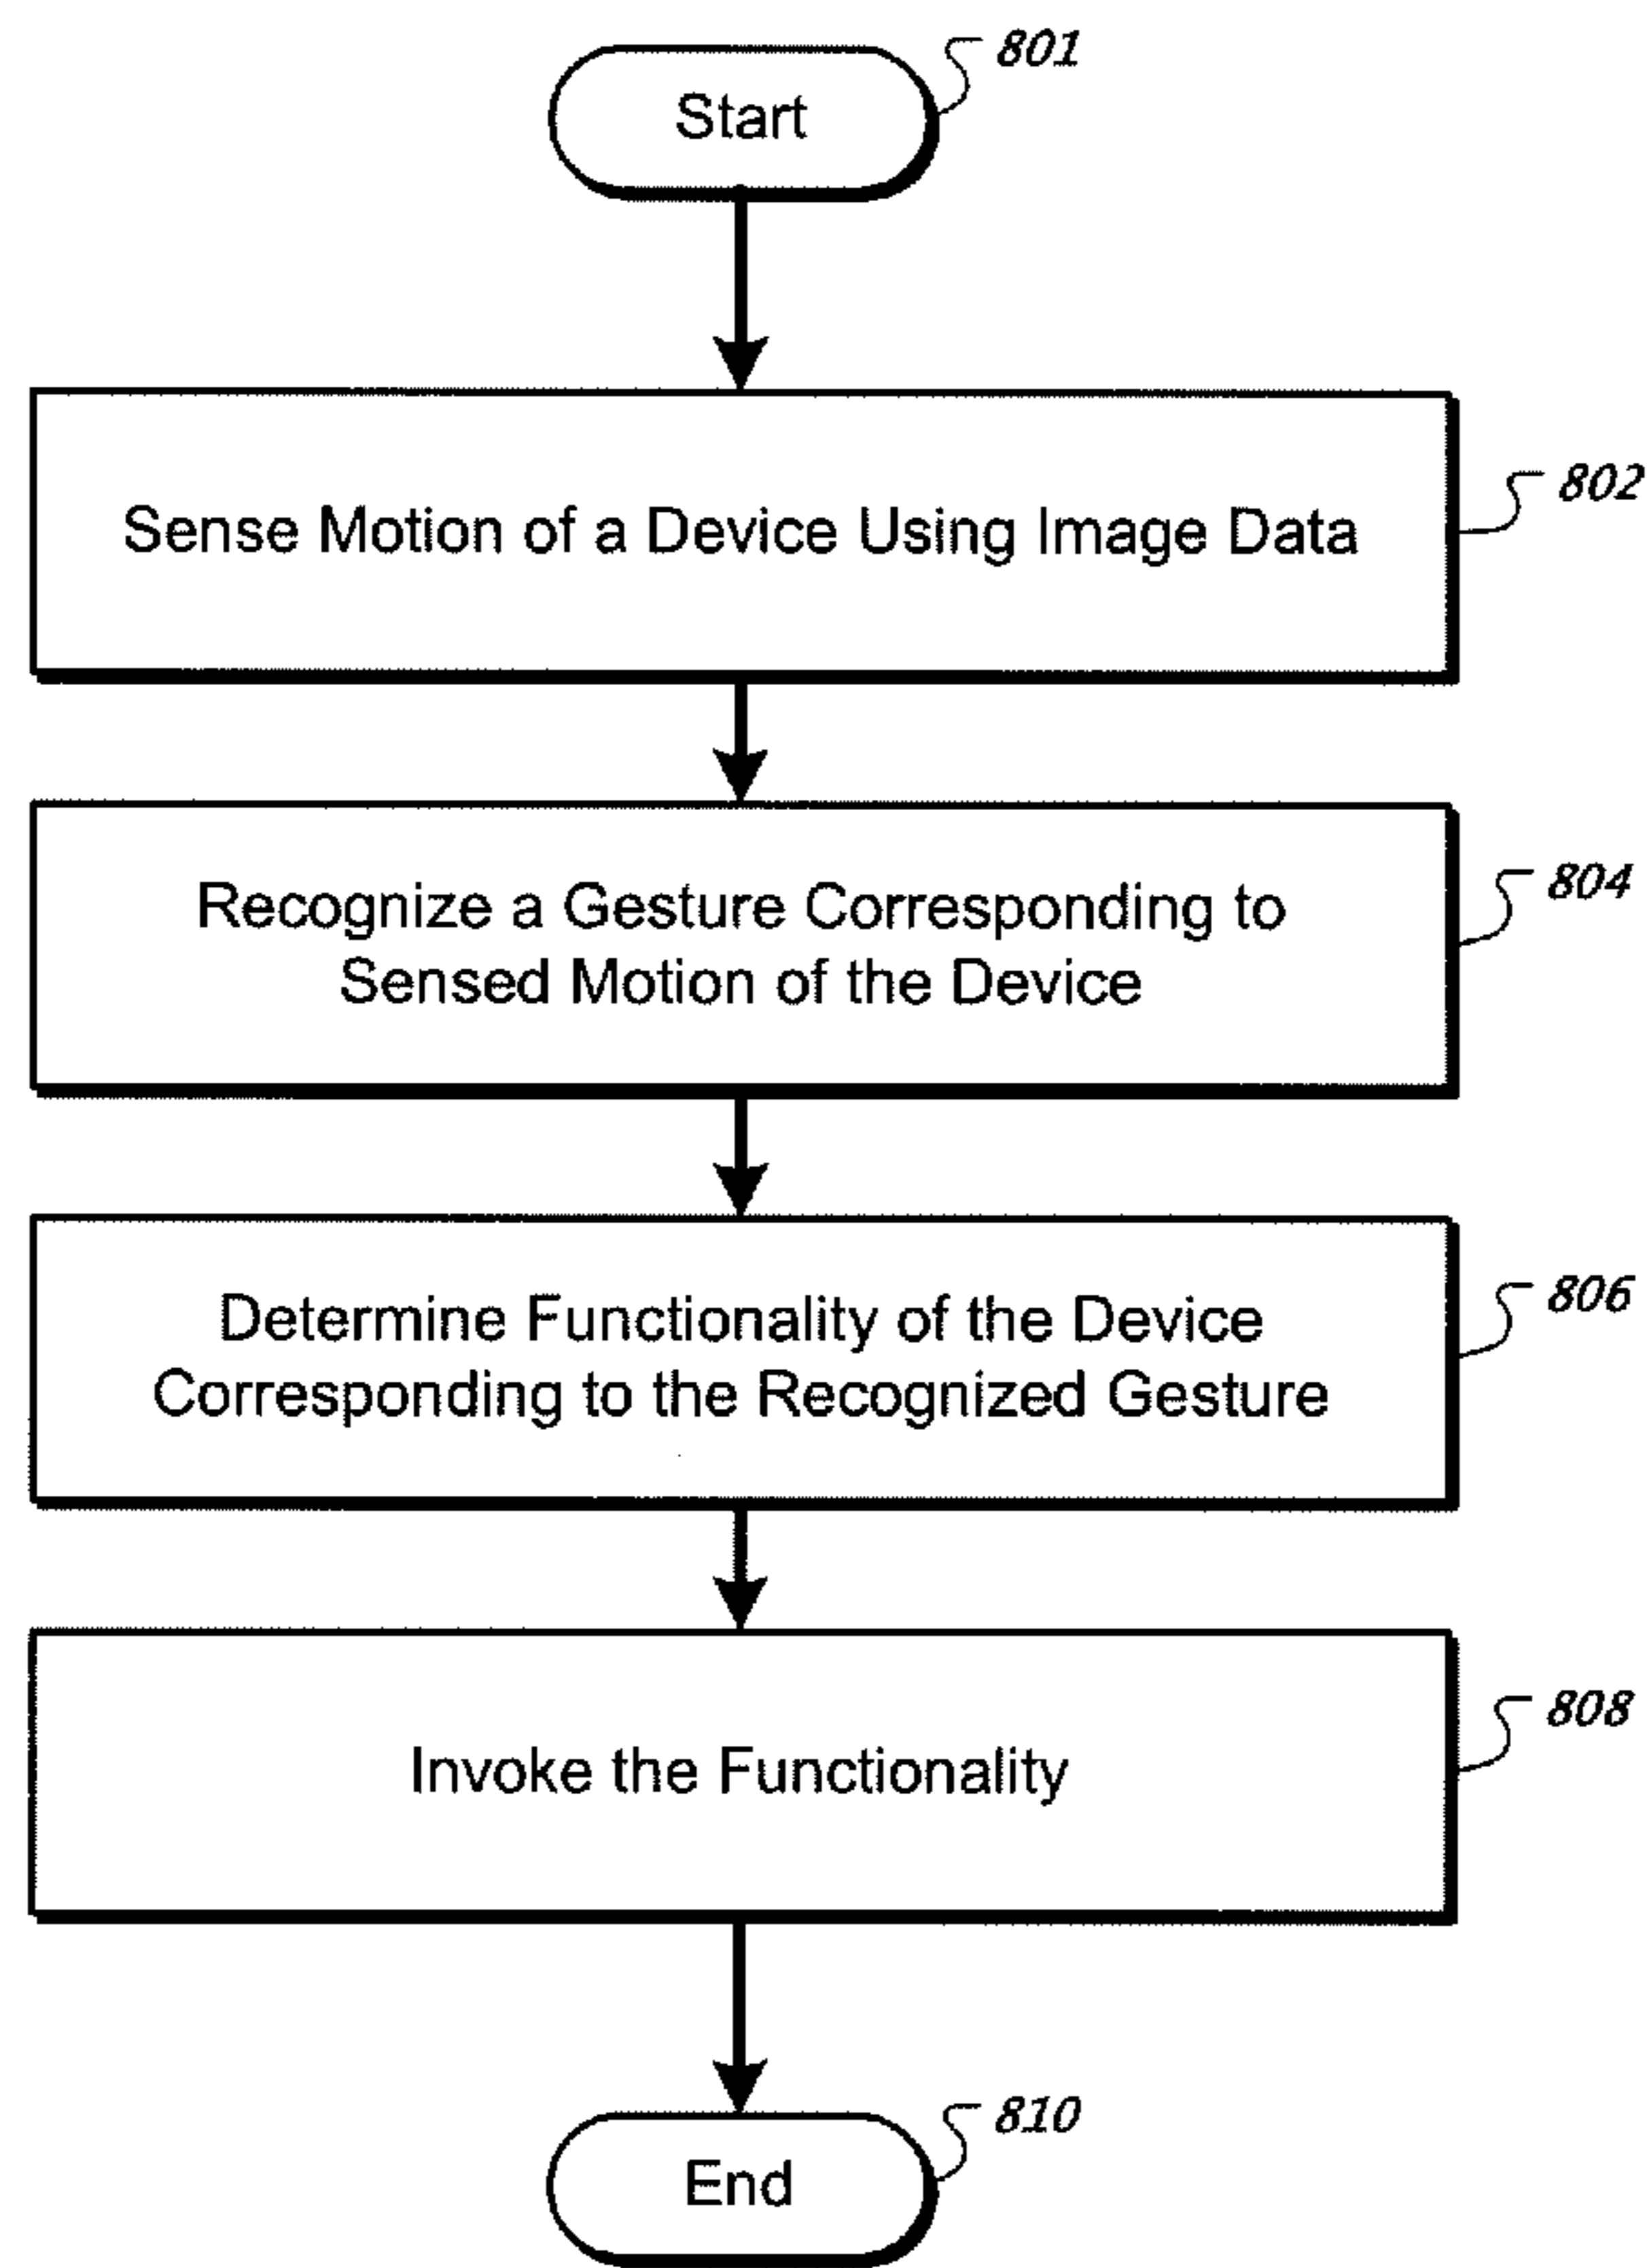 Start
801
Sense Motion of a Device Using Image Data
802
Recognize a Gesture Corresponding to
Sensed Motion of the Device
804
Determine Functionality of the Device
Corresponding to the Recognized Gesture
806
Invoke the Functionality
808
End
810